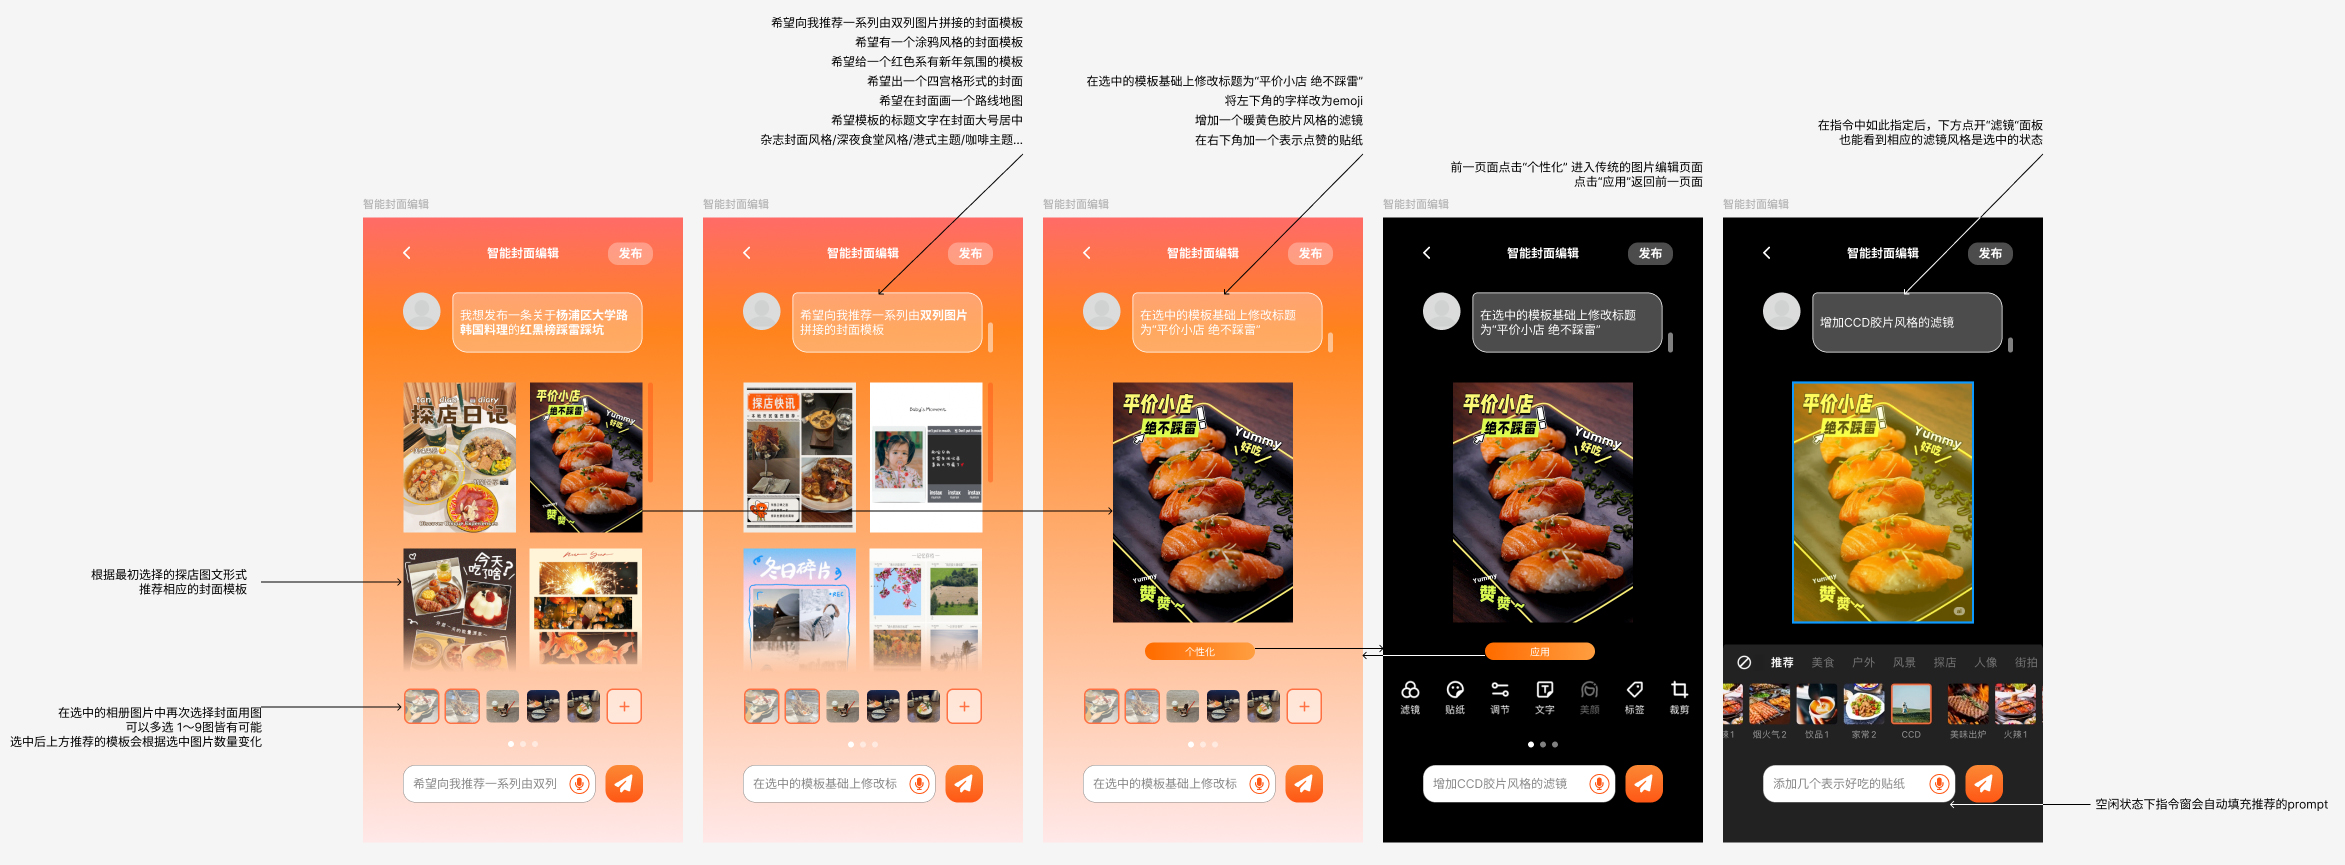 希望向我推荐一系列由双列图片拼接的封面模板
希望有一个涂鸦风格的封面模板
希望给一个红色系有新年氛围的模板
希望出一个四宫格形式的封面
希望在封面画一个路线地图
希望模板的标题文字在封面大号居中
杂志封面风格/深夜食堂风格/港式主题/咖啡主题...
在选中的模板基础上修改标题为“平价小店 绝不踩雷”
将左下角的字样改为emoji
增加一个暖黄色胶片风格的滤镜
在右下角加一个表示点赞的贴纸
前一页面点击“个性化” 进入传统的图片编辑页面
点击“应用”返回前一页面
在指令中如此指定后，下方点开“滤镜”面板
也能看到相应的滤镜风格是选中的状态
根据最初选择的探店图文形式
推荐相应的封面模板
在选中的相册图片中再次选择封面用图
可以多选 1～9图皆有可能
选中后上方推荐的模板会根据选中图片数量变化
智能封面编辑
智能封面编辑
发布
我想发布一条关于杨浦区大学路
韩国料理的红黑榜踩雷踩坑
探店日记
平价小店
绝不踩雷
Yummy
好吃
赞赞~
今天
吃了啥?
希望向我推荐一系列由双列
智能封面编辑
智能封面编辑
发布
希望向我推荐一系列由双列图片
拼接的封面模板
探店快讯
Baby's Moments.
instax instax instax
冬日碎片
REC
在选中的模板基础上修改标
智能封面编辑
智能封面编辑
发布
在选中的模板基础上修改标题
为“平价小店 绝不踩雷”
平价小店
绝不踩雷
Yummy
好吃
Yummy
赞赞~
个性化
在选中的模板基础上修改标
智能封面编辑
智能封面编辑
发布
在选中的模板基础上修改标题
为“平价小店 绝不踩雷”
平价小店
绝不踩雷
Yummy
好吃
Yummy
赞赞~
应用
滤镜 贴纸 调节 文字 美颜 标签 裁剪
增加CCD胶片风格的滤镜
智能封面编辑
智能封面编辑
发布
增加CCD胶片风格的滤镜
平价小店
绝不踩雷
Yummy
好吃
Yummy
赞赞~
推荐 美食 户外 风景 探店 人像 街拍
辣1 烟火气2 饮品1 家常2 CCD 美味出炉 火辣1
添加几个表示好吃的贴纸
空闲状态下指令窗会自动填充推荐的prompt